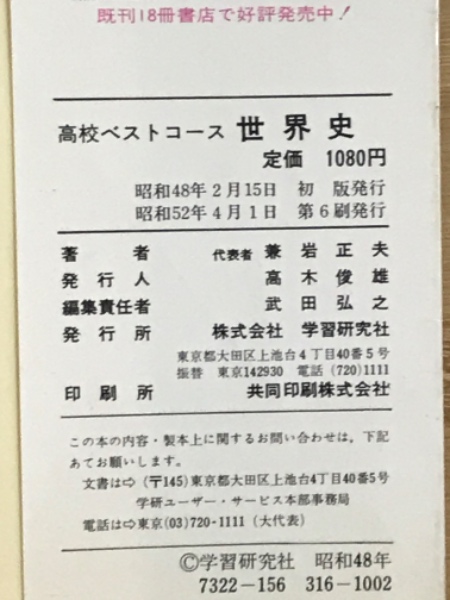 既刊18冊書店で好評発売中!
高校ベストコース 世界史
定価 1080円
昭和48年2月15日 初 版発行
昭和52年4月1日 第6刷発行
著者 代表者 兼岩正夫
発行人 高木俊雄
編集責任者 武田弘之
発行所 株式会社 学習研究社
東京都大田区上池台4丁目40番5号
振替 東京142930 電話 (720)1111
印刷所 共同印刷株式会社
この本の内容・製本上に関するお問い合わせは、下記
あてお願いします。
文書は⇨(〒145)東京都大田区上池台4丁目40番5号
学研ユーザー・サービス本部事務局
電話は⇨東京(03)720-1111(大代表)
©学習研究社 昭和48年
7322-156 316-1002